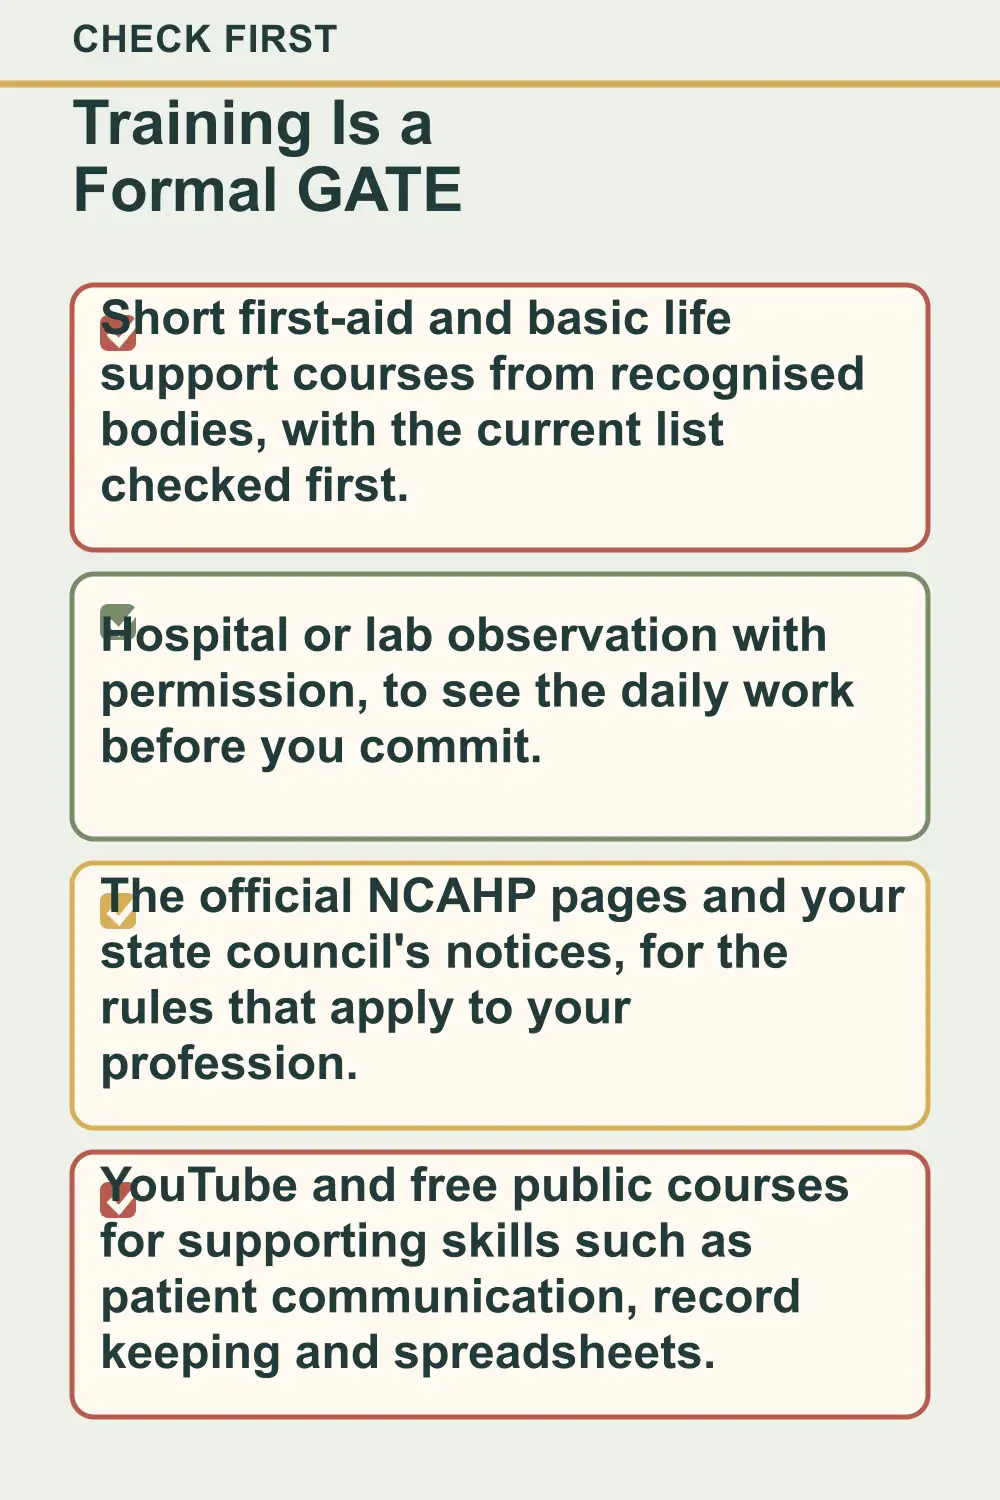 CHECK FIRST
Training Is a
Formal GATE
Short first-aid and basic life
support courses from recognised
bodies, with the current list
checked first.
Hospital or lab observation with
permission, to see the daily work
before you commit.
The official NCAHP pages and your
state council's notices, for the
rules that apply to your
profession.
YouTube and free public courses
for supporting skills such as
patient communication, record
keeping and spreadsheets.